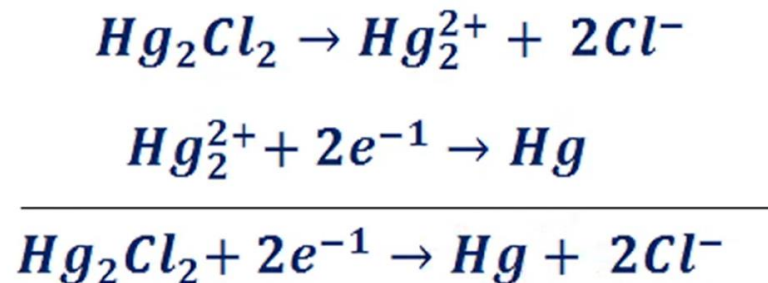 Hg₂Cl₂ → Hg₂²⁺ + 2Cl⁻
Hg₂²⁺ + 2e⁻¹ → Hg
Hg₂Cl₂ + 2e⁻¹ → Hg + 2Cl⁻